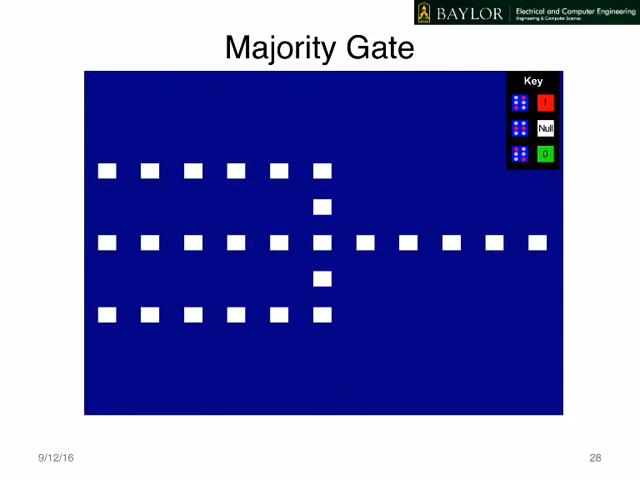 BAYLOR
Electrical and Computer Engineering
Engineering & Computer Science
Majority Gate
Key
1
Null
0
9/12/16
28